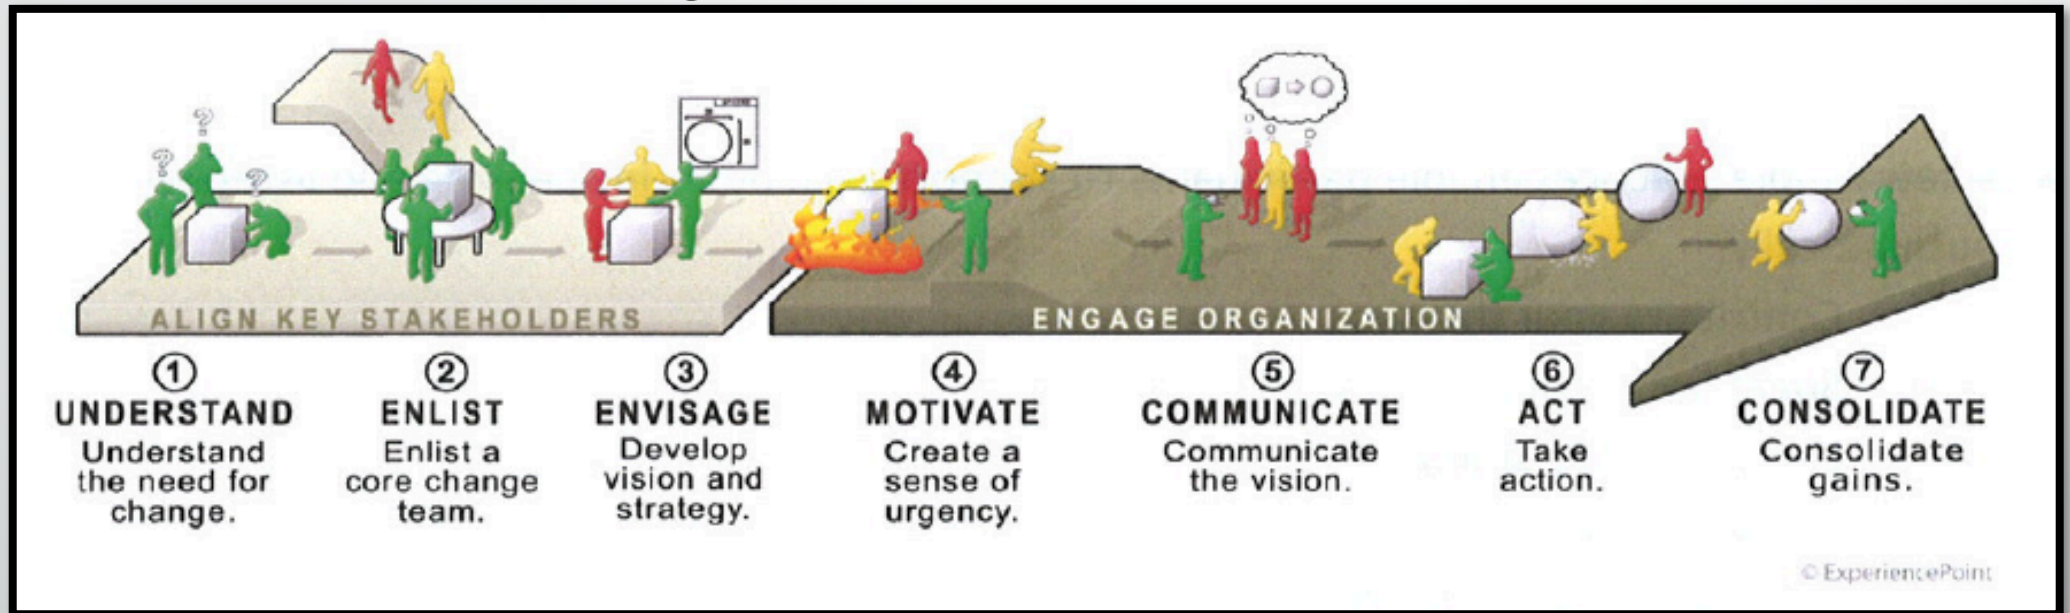 ALIGN KEY STAKEHOLDERS
ENGAGE ORGANIZATION
1
UNDERSTAND
Understand
the need for
change.
2
ENLIST
Enlist a
core change
team.
3
ENVISAGE
Develop
vision and
strategy.
4
MOTIVATE
Create a
sense of
urgency.
5
COMMUNICATE
Communicate
the vision.
6
ACT
Take
action.
7
CONSOLIDATE
Consolidate
gains.
© ExperiencePoint